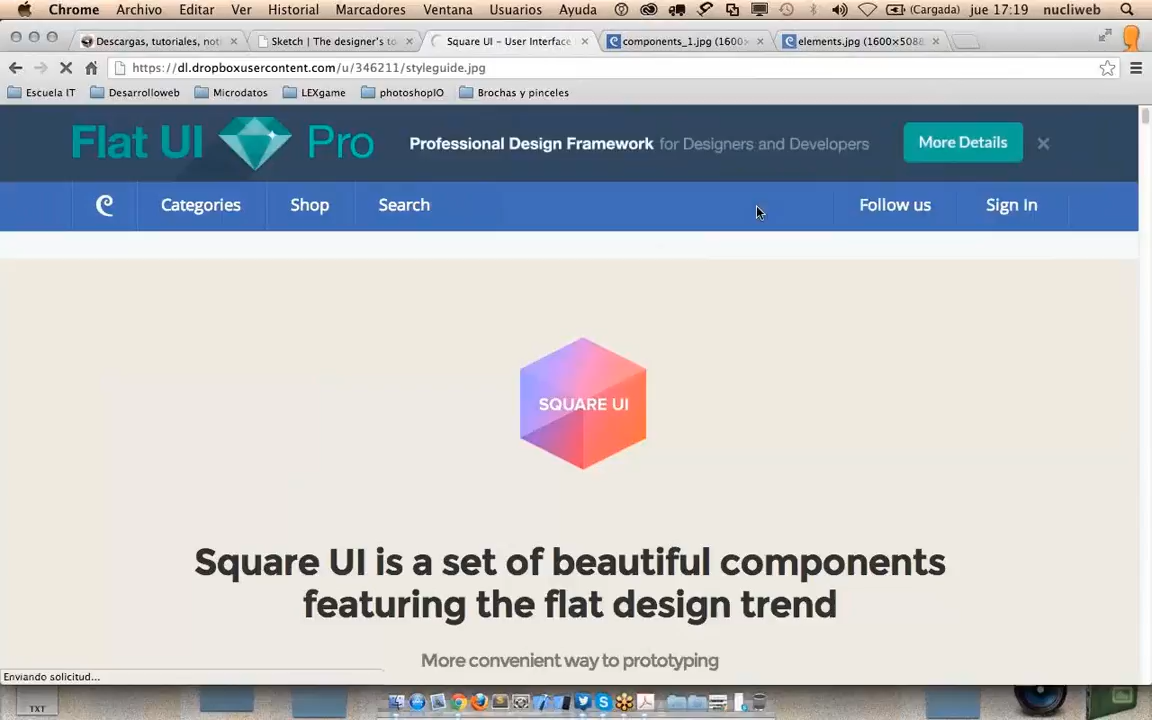 Chrome Archivo Editar Ver Historial Marcadores Ventana Usuarios Ayuda (Cargada) jue 17:19 nucliweb
Descargas, tutoriales, not Sketch | The designer's to Square UI - User Interface components_1.jpg (1600× elements.jpg (1600×5088
https://dl.dropboxusercontent.com/u/346211/styleguide.jpg
Escuela IT Desarrolloweb Microdatos LEXgame photoshopIO Brochas y pinceles
Flat UI Pro Professional Design Framework for Designers and Developers More Details
Categories Shop Search Follow us Sign In
SQUARE UI
Square UI is a set of beautiful components
featuring the flat design trend
More convenient way to prototyping
Enviando solicitud...
TXT